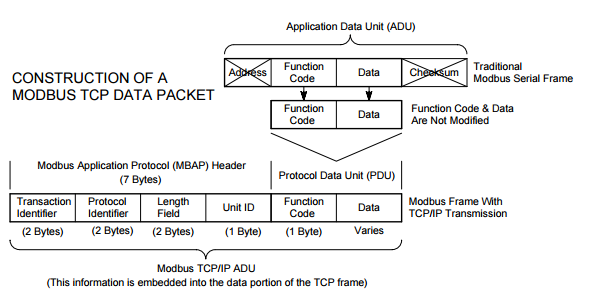 Application Data Unit (ADU)
CONSTRUCTION OF A
MODBUS TCP DATA PACKET
Address
Function
Code
Data
Checksum
Traditional
Modbus Serial Frame
Function
Code
Data
Function Code & Data
Are Not Modified
Modbus Application Protocol (MBAP) Header
(7 Bytes)
Protocol Data Unit (PDU)
Transaction
Identifier
Protocol
Identifier
Length
Field
Unit ID
Function
Code
Data
Modbus Frame With
TCP/IP Transmission
(2 Bytes)
(2 Bytes)
(2 Bytes)
(1 Byte)
(1 Byte)
Varies
Modbus TCP/IP ADU
(This information is embedded into the data portion of the TCP frame)